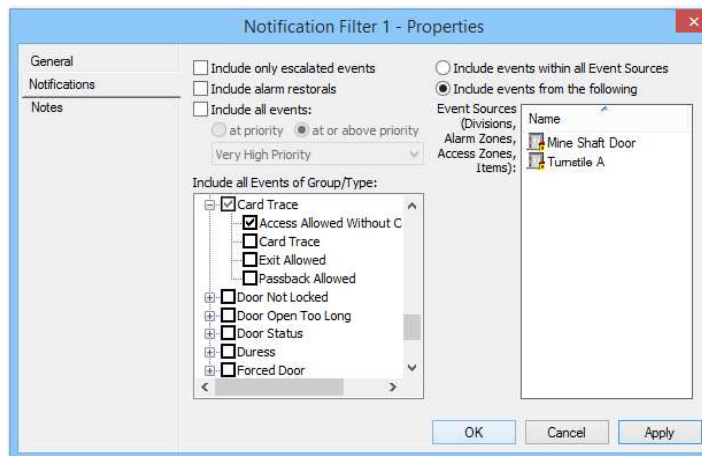 Notification Filter 1 - Properties
General
Notifications
Notes
Include only escalated events
Include alarm restorals
Include all events:
at priority
at or above priority
Very High Priority
Include all Events of Group/Type:
Card Trace
Access Allowed Without C
Card Trace
Exit Allowed
Passback Allowed
Door Not Locked
Door Open Too Long
Door Status
Duress
Forced Door
Include events within all Event Sources
Include events from the following
Event Sources
(Divisions,
Alarm Zones,
Access Zones,
Items):
Name
Mine Shaft Door
Turnstile A
OK
Cancel
Apply